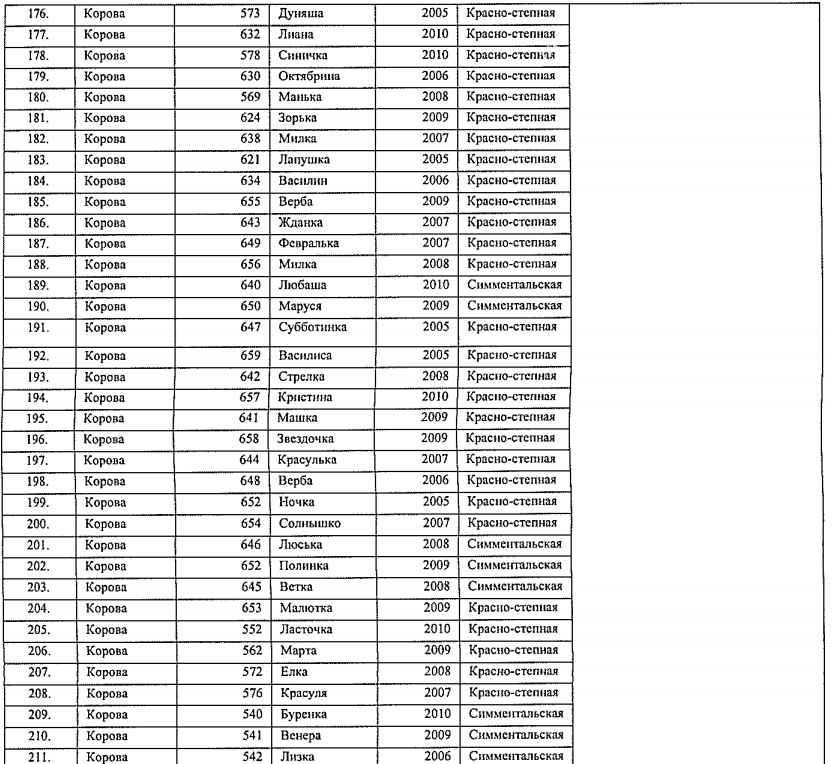 176. Корова 573 Дуняша 2005 Красно-степная
177. Корова 632 Лиана 2010 Красно-степная
178. Корова 578 Синичка 2010 Красно-степная
179. Корова 630 Октябрина 2006 Красно-степная
180. Корова 569 Манька 2008 Красно-степная
181. Корова 624 Зорька 2009 Красно-степная
182. Корова 638 Милка 2007 Красно-степная
183. Корова 621 Лапушка 2005 Красно-степная
184. Корова 634 Василин 2006 Красно-степная
185. Корова 655 Верба 2009 Красно-степная
186. Корова 643 Жданка 2007 Красно-степная
187. Корова 649 Февралька 2007 Красно-степная
188. Корова 656 Милка 2008 Красно-степная
189. Корова 640 Любаша 2010 Симментальская
190. Корова 650 Маруся 2009 Симментальская
191. Корова 647 Субботинка 2005 Красно-степная
192. Корова 659 Василиса 2005 Красно-степная
193. Корова 642 Стрелка 2008 Красно-степная
194. Корова 657 Кристина 2010 Красно-степная
195. Корова 641 Машка 2009 Красно-степная
196. Корова 658 Звездочка 2009 Красно-степная
197. Корова 644 Красулька 2007 Красно-степная
198. Корова 648 Верба 2006 Красно-степная
199. Корова 652 Ночка 2005 Красно-степная
200. Корова 654 Солнышко 2007 Красно-степная
201. Корова 646 Люська 2008 Симментальская
202. Корова 652 Полинка 2009 Симментальская
203. Корова 645 Ветка 2008 Симментальская
204. Корова 653 Малютка 2009 Красно-степная
205. Корова 552 Ласточка 2010 Красно-степная
206. Корова 562 Марта 2009 Красно-степная
207. Корова 572 Елка 2008 Красно-степная
208. Корова 576 Красуля 2007 Красно-степная
209. Корова 540 Буренка 2010 Симментальская
210. Корова 541 Венера 2009 Симментальская
211. Корова 542 Лизка 2006 Симментальская